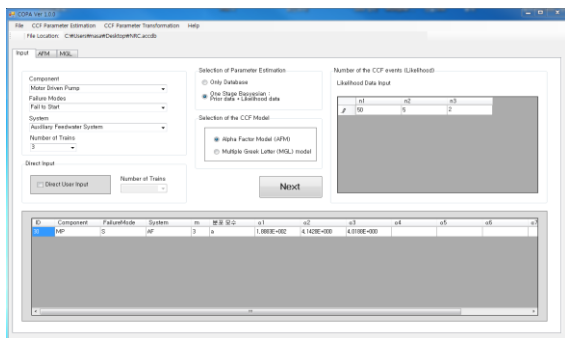 COPA Ver 1.0.0
File CCF Parameter Estimation CCF Parameter Transformation Help
File Location: C:\Users\masa\Desktop\NRC.accdb
Input AFM MGL
Component
Motor Driven Pump
Failure Modes
Fail to Start
System
Auxiliary Feedwater System
Number of Trains
3
Direct Input
Direct User Input
Number of Trains
Selection of Parameter Estimation
Only Database
One Stage Bayesian :
Prior data + Likelihood data
Selection of the CCF Model
Alpha Factor Model (AFM)
Multiple Greek Letter (MGL) model
Next
Number of the CCF events (Likelihood)
Likelihood Data Input
n1 n2 n3
50 5 2
ID Component FailureMode System m 분포 모수 a1 a2 a3 a4 a5 a6 a7
MP S AF 3 a 4,1428E+000 4,0188E+000